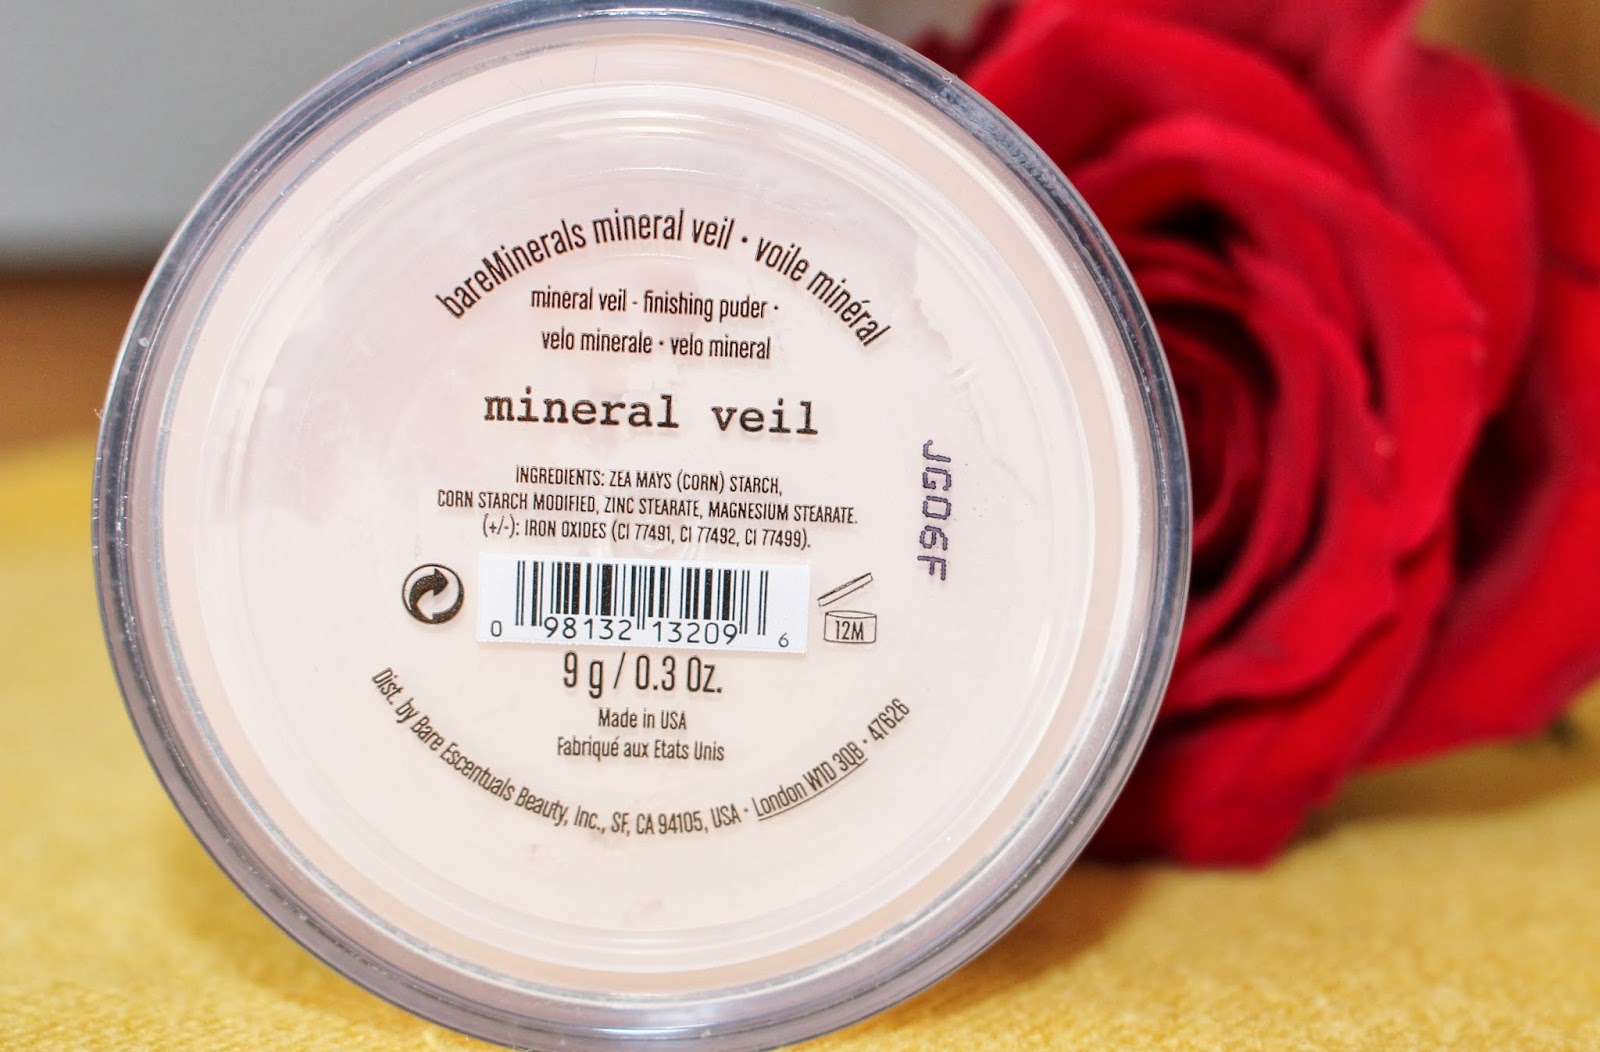 bareMinerals mineral veil · voile minéral
mineral veil - finishing puder ·
velo minerale · velo mineral
mineral veil
INGREDIENTS: ZEA MAYS (CORN) STARCH,
CORN STARCH MODIFIED, ZINC STEARATE, MAGNESIUM STEARATE.
(+/-): IRON OXIDES (CI 77491, CI 77492, CI 77499).
JG06F
0 98132 13209 6
12M
9 g / 0.3 Oz.
Made in USA
Fabriqué aux Etats Unis
Dist. by Bare Escentuals Beauty, Inc., SF, CA 94105, USA · London W1D 3QB · 47626